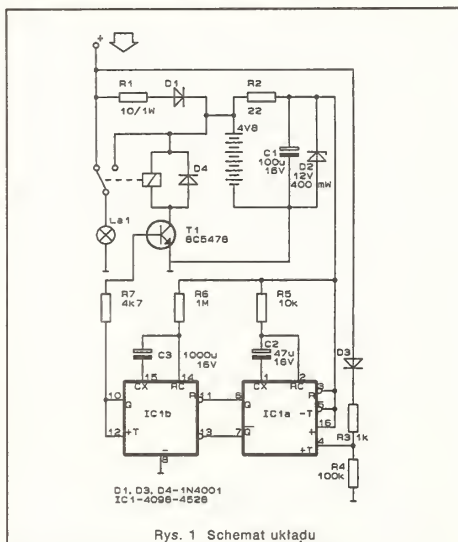 +
R1
10/1W
D1
R2
22
4V8
C1
100u
16V
D2
12V
400 mW
D4
La1
T1
BC547B
R7
4k7
R6
1M
R5
10k
C3
1000u
16V
C2
47u
16V
D3
15
14
CX
RC
1
2
CX
RC
10
Q
R
11
6
Q
R
3
-T
5
IC1b
IC1a
+
16
12
+T
13
7
Q
+T
4
R3 1k
8
R4
100k
D1, D3, D4-1N4001
IC1-4098-4528
Rys. 1 Schemat układu